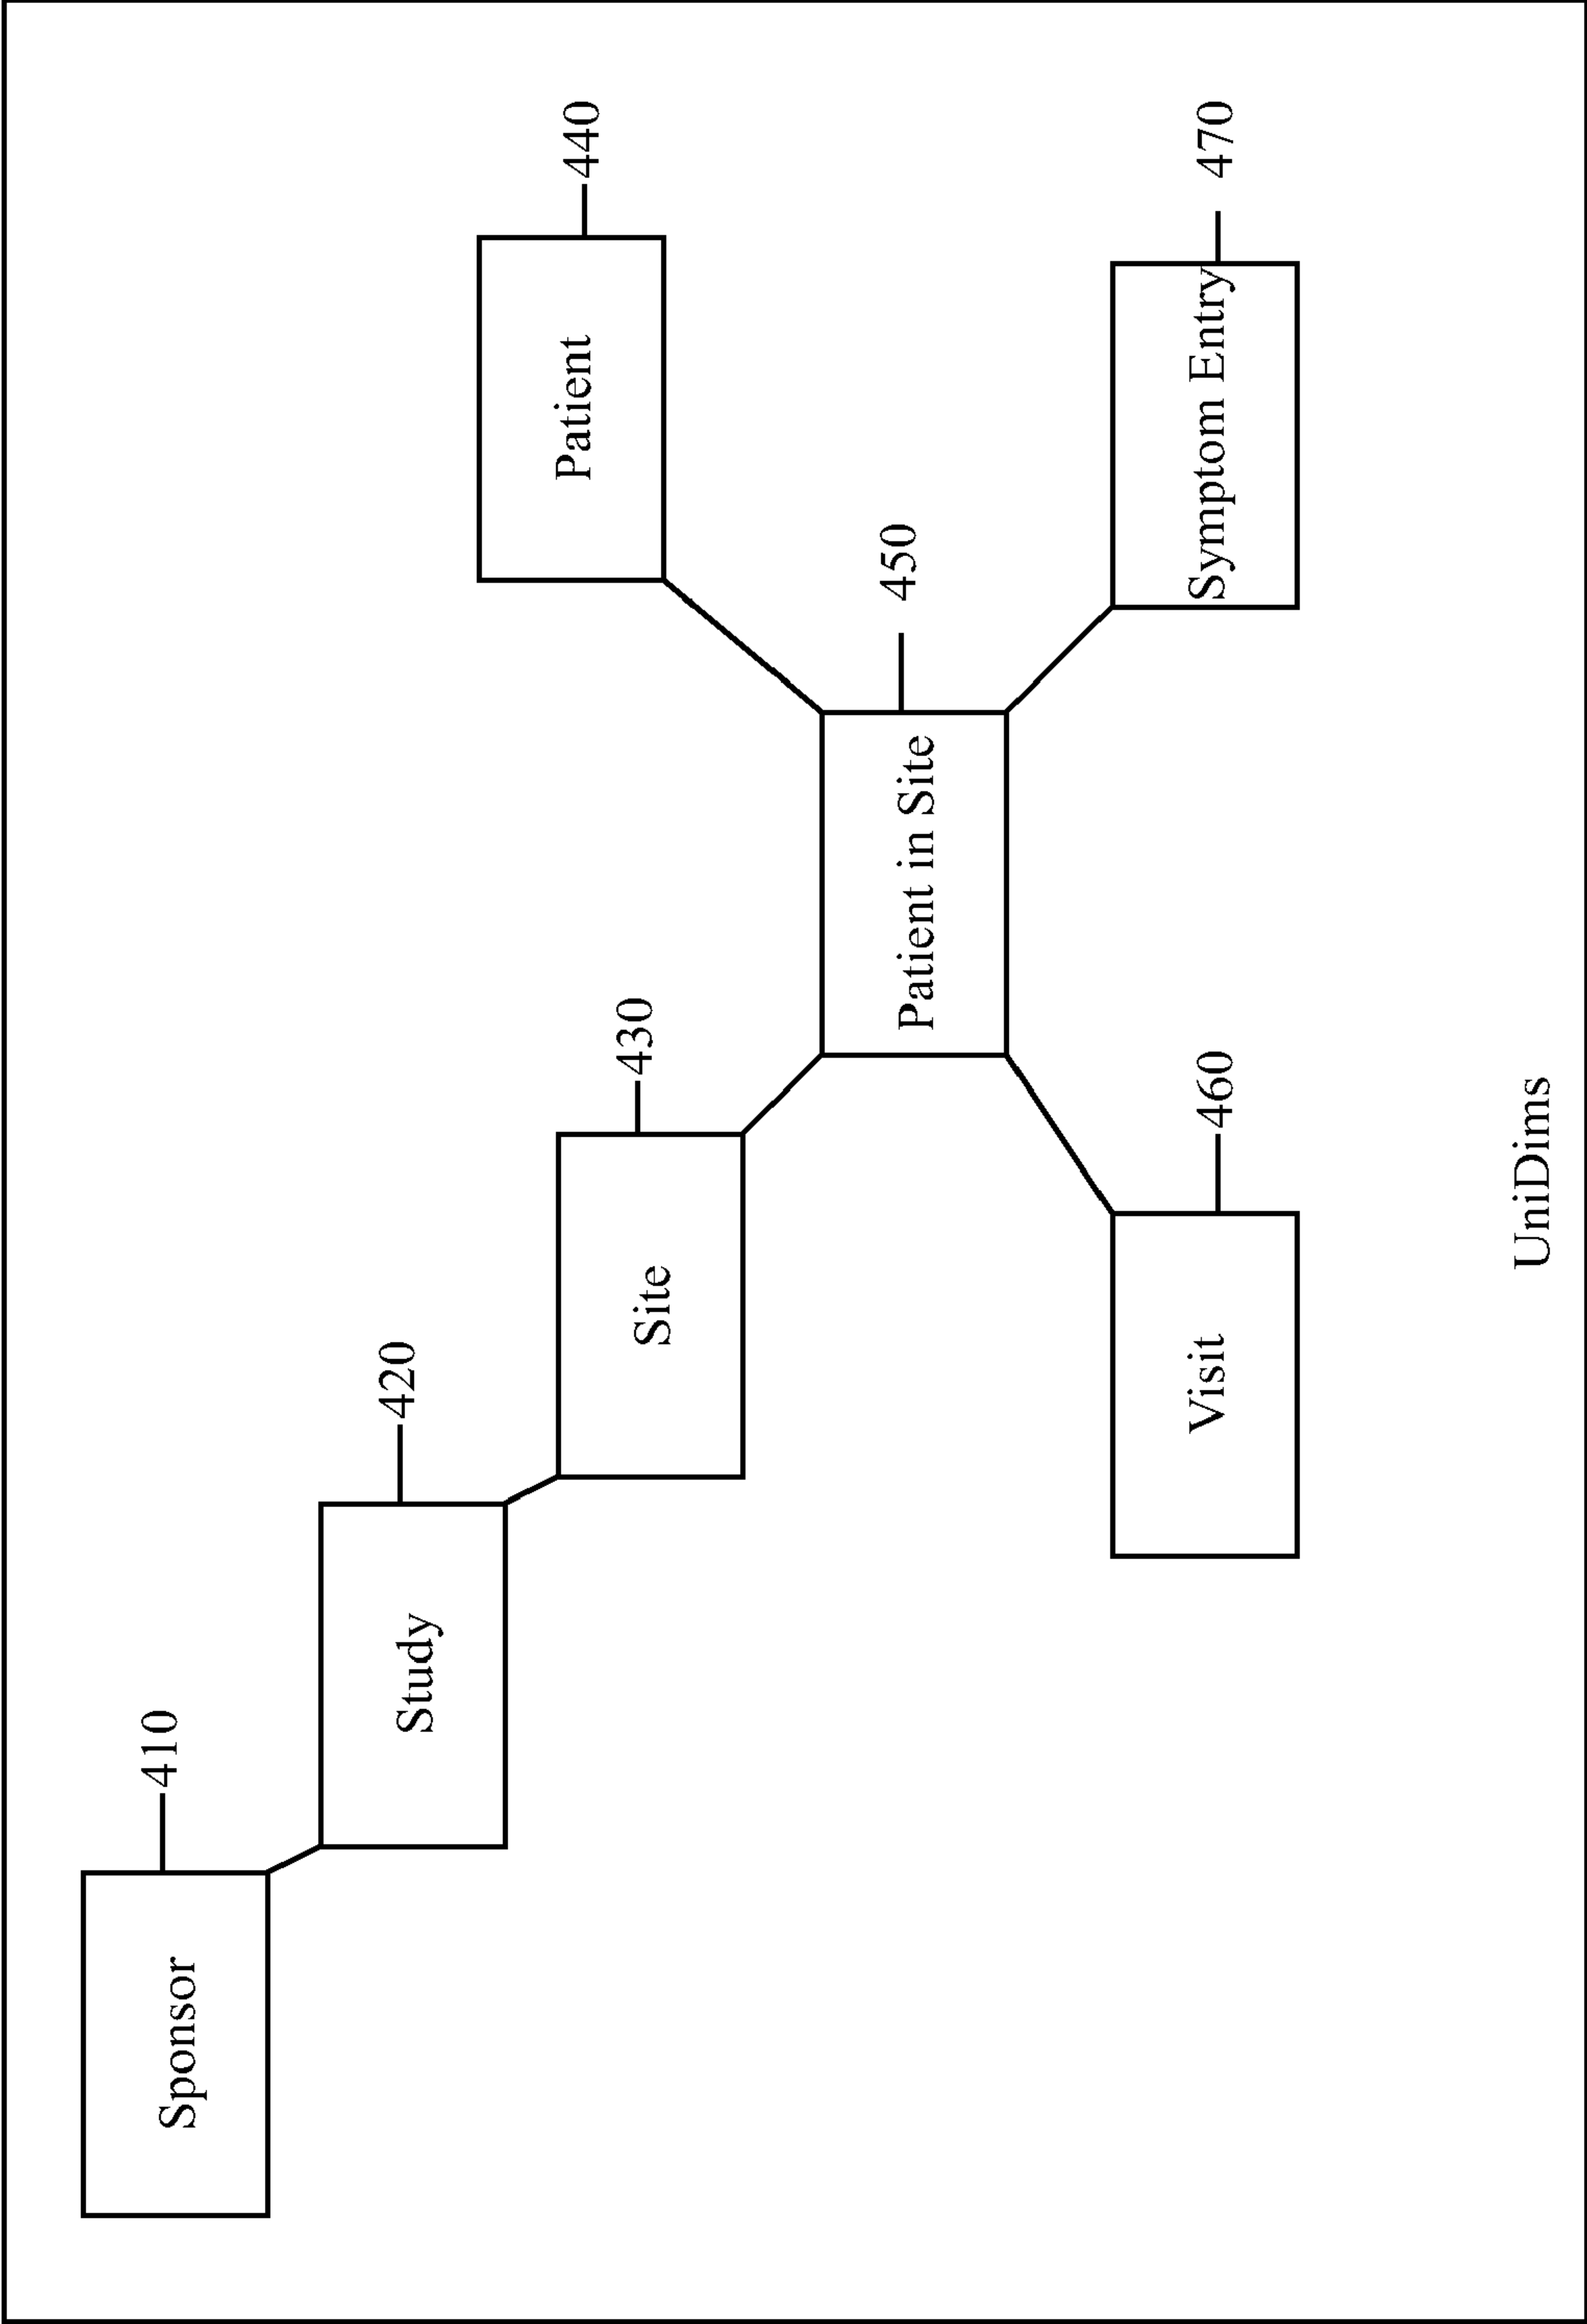 Sponsor
410
Study
420
Site
430
Patient
440
Patient in Site
450
Visit
460
Symptom Entry
470
UniDims